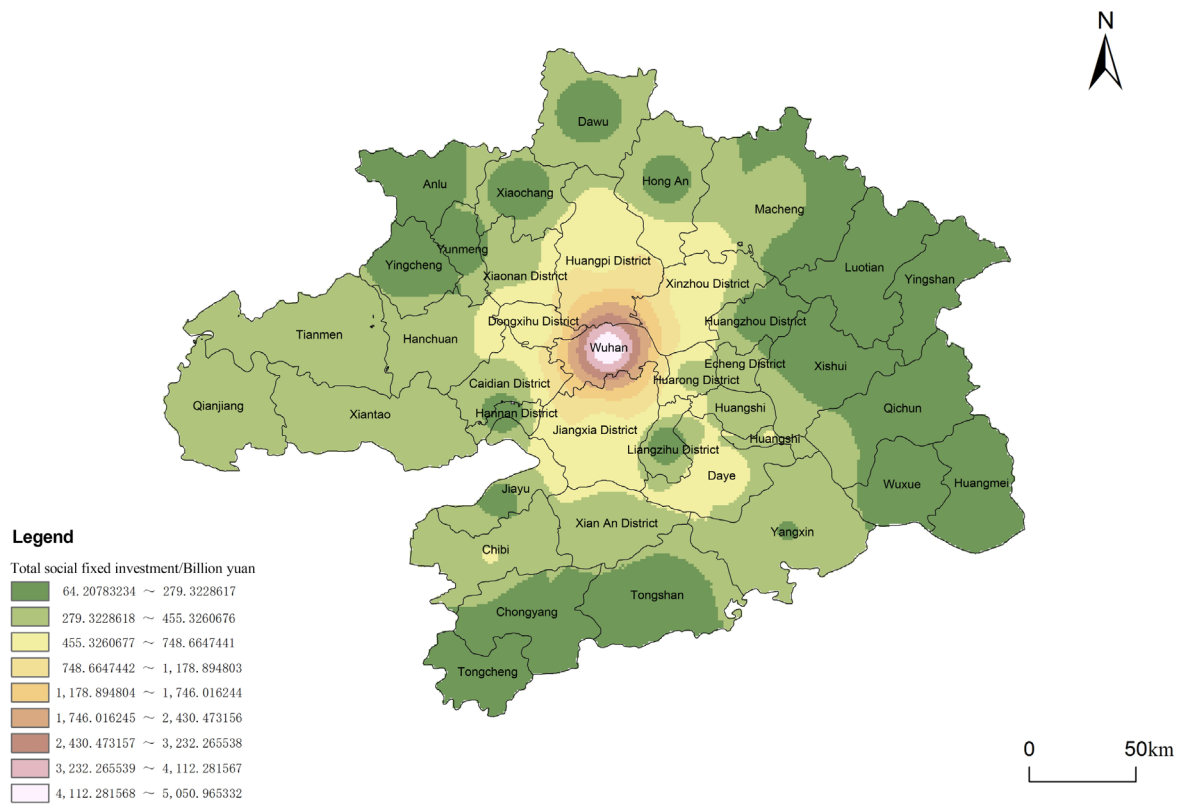 N
Dawu
Anlu
Xiaochang
Hong An
Macheng
Yunmeng
Yingcheng
Huangpi District
Xiaonan District
Xinzhou District
Luotian
Yingshan
Tianmen
Hanchuan
Dongxihu District
Huangzhou District
Wuhan
Echeng District
Xishui
Caidian District
Huarong District
Qianjiang
Xiantao
Hannan District
Huangshi
Qichun
Jiangxia District
Huangshi
Liangzihu District
Daye
Wuxue
Huangmei
Jiayu
Xian An District
Yangxin
Chibi
Tongshan
Chongyang
Tongcheng
Legend
Total social fixed investment/Billion yuan
64.20783234 ～ 279.3228617
279.3228618 ～ 455.3260676
455.3260677 ～ 748.6647441
748.6647442 ～ 1,178.894803
1,178.894804 ～ 1,746.016244
1,746.016245 ～ 2,430.473156
2,430.473157 ～ 3,232.265538
3,232.265539 ～ 4,112.281567
4,112.281568 ～ 5,050.965332
0 50km